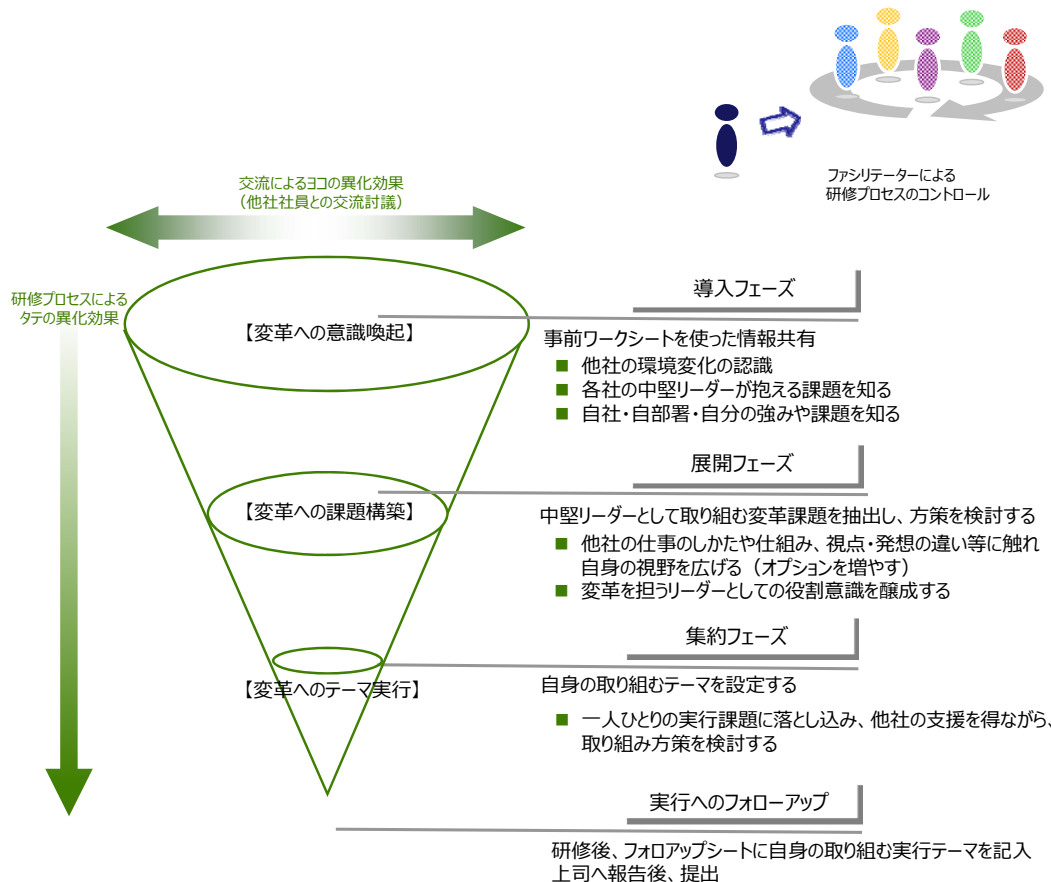 ファシリテーターによる
研修プロセスのコントロール
交流によるヨコの異化効果
（他社社員との交流討議）
研修プロセスによる
タテの異化効果
【変革への意識喚起】
導入フェーズ
事前ワークシートを使った情報共有
■ 他社の環境変化の認識
■ 各社の中堅リーダーが抱える課題を知る
■ 自社・自部署・自分の強みや課題を知る
展開フェーズ
【変革への課題構築】
中堅リーダーとして取り組む変革課題を抽出し、方策を検討する
■ 他社の仕事のしかたや仕組み、視点・発想の違い等に触れ
自身の視野を広げる（オプションを増やす）
■ 変革を担うリーダーとしての役割意識を醸成する
集約フェーズ
【変革へのテーマ実行】
自身の取り組むテーマを設定する
■ 一人ひとりの実行課題に落とし込み、他社の支援を得ながら、
取り組み方策を検討する
実行へのフォローアップ
研修後、フォロアップシートに自身の取り組む実行テーマを記入
上司へ報告後、提出